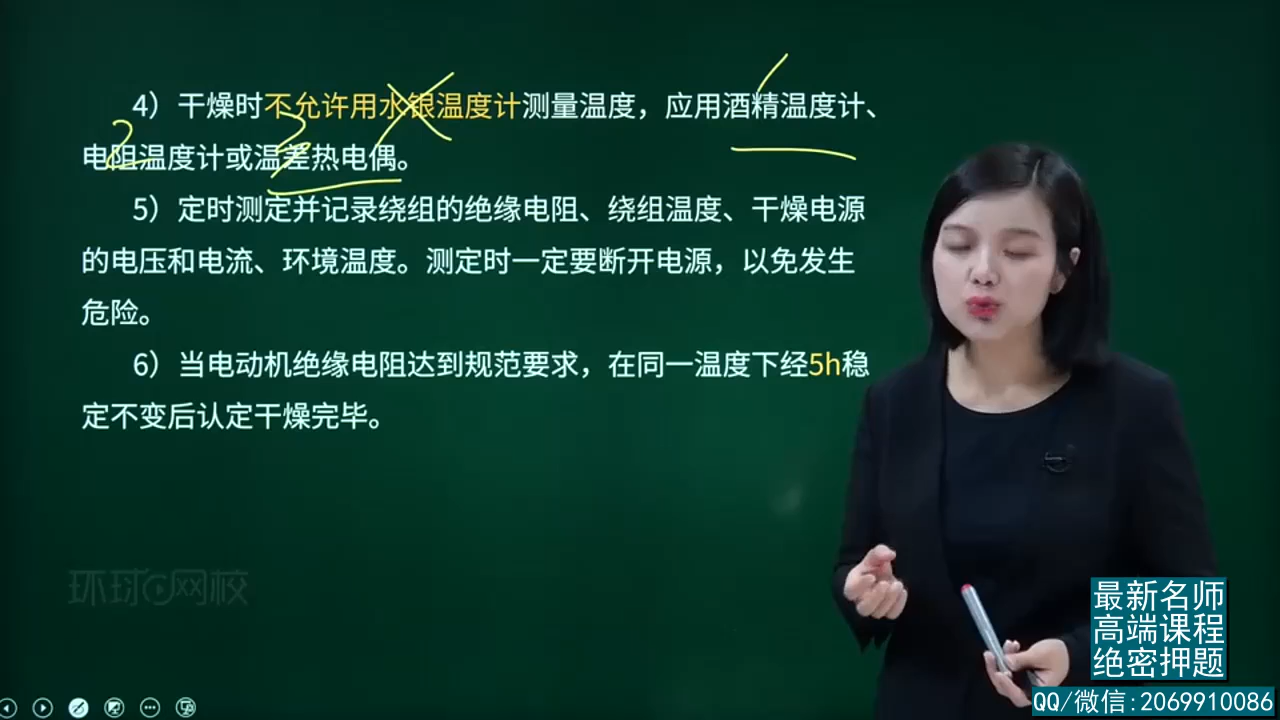 4）干燥时不允许用水银温度计测量温度，应用酒精温度计、
电阻温度计或温差热电偶。
5）定时测定并记录绕组的绝缘电阻、绕组温度、干燥电源
的电压和电流、环境温度。测定时一定要断开电源，以免发生
危险。
6）当电动机绝缘电阻达到规范要求，在同一温度下经5h稳
定不变后认定干燥完毕。
1
2
3
环球网校
最新名师
高端课程
绝密押题
QQ/微信:2069910086